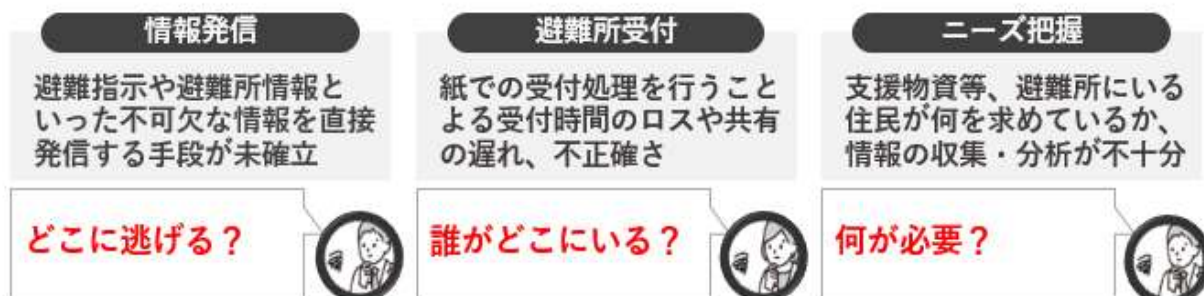 情報発信
避難指示や避難所情報と
いった不可欠な情報を直接
発信する手段が未確立
どこに逃げる？
避難所受付
紙での受付処理を行うこと
よる受付時間のロスや共有
の遅れ、不正確さ
誰がどこにいる？
ニーズ把握
支援物資等、避難所にいる
住民が何を求めているか、
情報の収集・分析が不十分
何が必要？